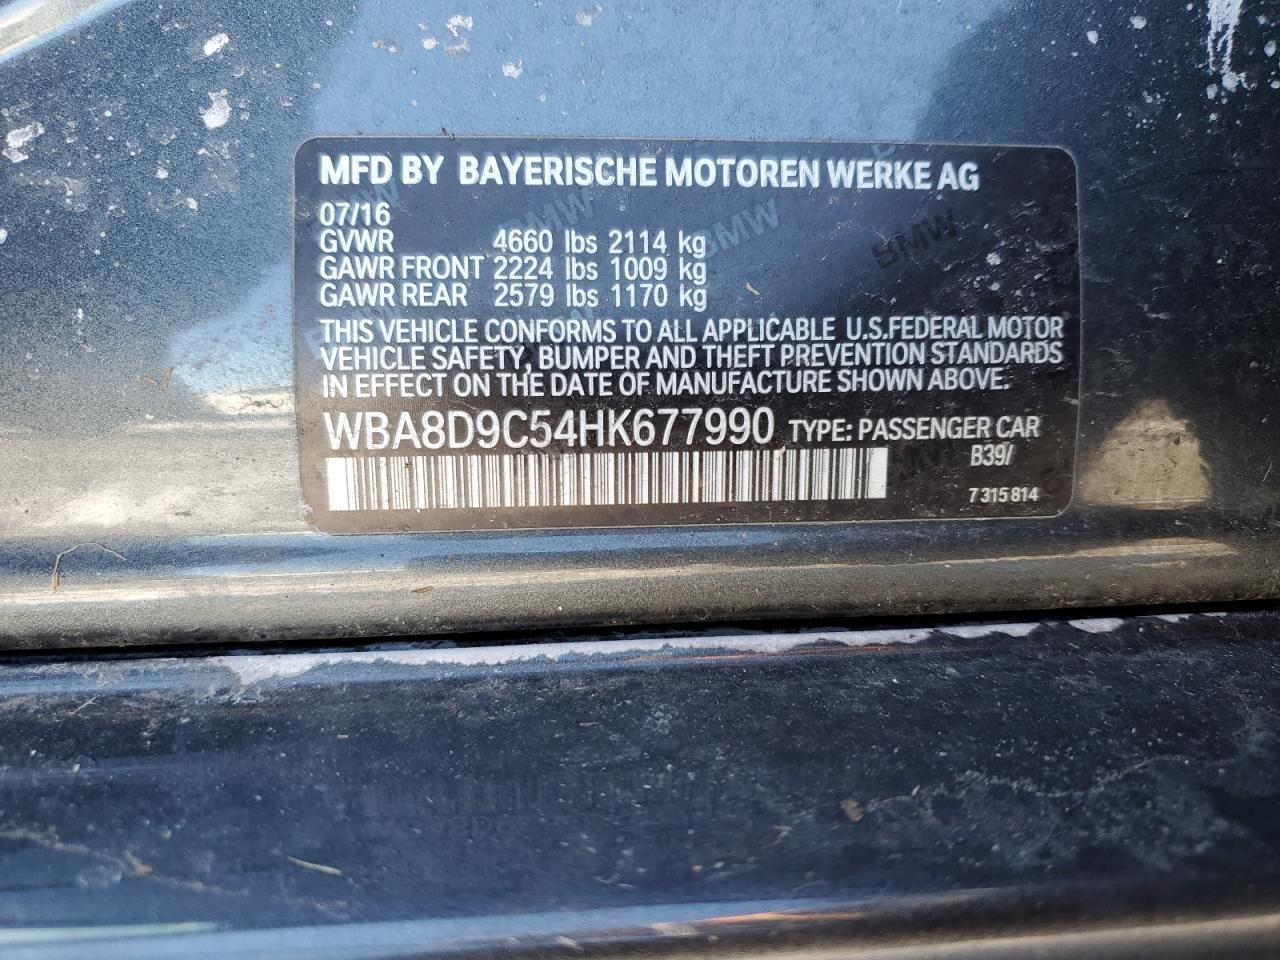 MFD BY BAYERISCHE MOTOREN WERKE AG
07/16
GVWR 4660 lbs 2114 kg
GAWR FRONT 2224 lbs 1009 kg
GAWR REAR 2579 lbs 1170 kg
THIS VEHICLE CONFORMS TO ALL APPLICABLE U.S.FEDERAL MOTOR
VEHICLE SAFETY, BUMPER AND THEFT PREVENTION STANDARDS
IN EFFECT ON THE DATE OF MANUFACTURE SHOWN ABOVE.
WBA8D9C54HK677990 TYPE: PASSENGER CAR
B39/
7 315 814
BMW
BMW
BMW